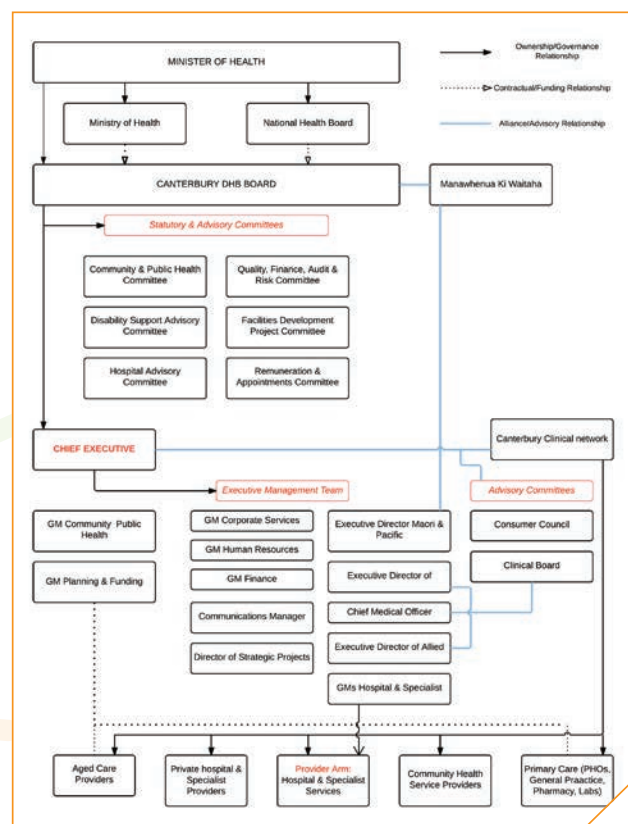 MINISTER OF HEALTH
Ownership/Governance
Relationship
Contractual/Funding Relationship
Alliance/Advisory Relationship
Ministry of Health
National Health Board
CANTERBURY DHB BOARD
Manawhenua Ki Waitaha
Statutory & Advisory Committees
Community & Public Health
Committee
Quality, Finance, Audit &
Risk Committee
Disability Support Advisory
Committee
Facilities Development
Project Committee
Hospital Advisory
Committee
Remuneration &
Appointments Committee
CHIEF EXECUTIVE
Canterbury Clinical network
Executive Management Team
Advisory Committees
GM Community Public
Health
GM Planning & Funding
GM Corporate Services
GM Human Resources
GM Finance
Communications Manager
Director of Strategic Projects
Executive Director Maori &
Pacific
Executive Director of
Chief Medical Officer
Executive Director of Allied
GMs Hospital & Specialist
Consumer Council
Clinical Board
Aged Care
Providers
Private hospital &
Specialist
Providers
Provider Arm:
Hospital & Specialist
Services
Community Health
Service Providers
Primary Care (PHOs,
General Praactice,
Pharmacy, Labs)